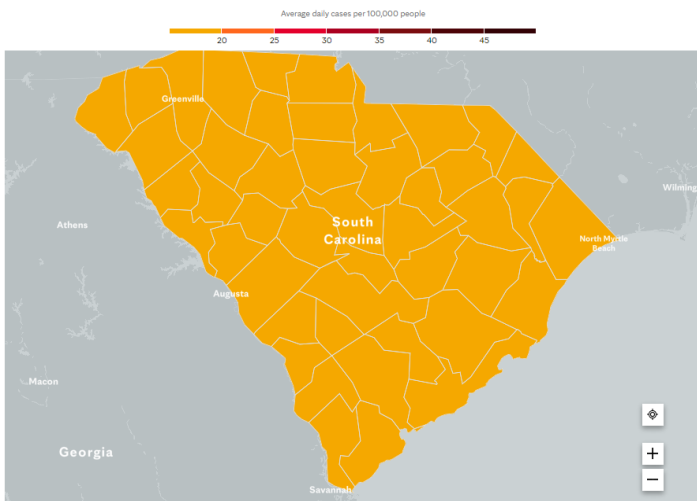 Average daily cases per 100,000 people
20 25 30 35 40 45
Greenville
Wilming
South
Carolina
Athens
North Myrtle
Beach
Augusta
Macon
Georgia
Savannah
+
−